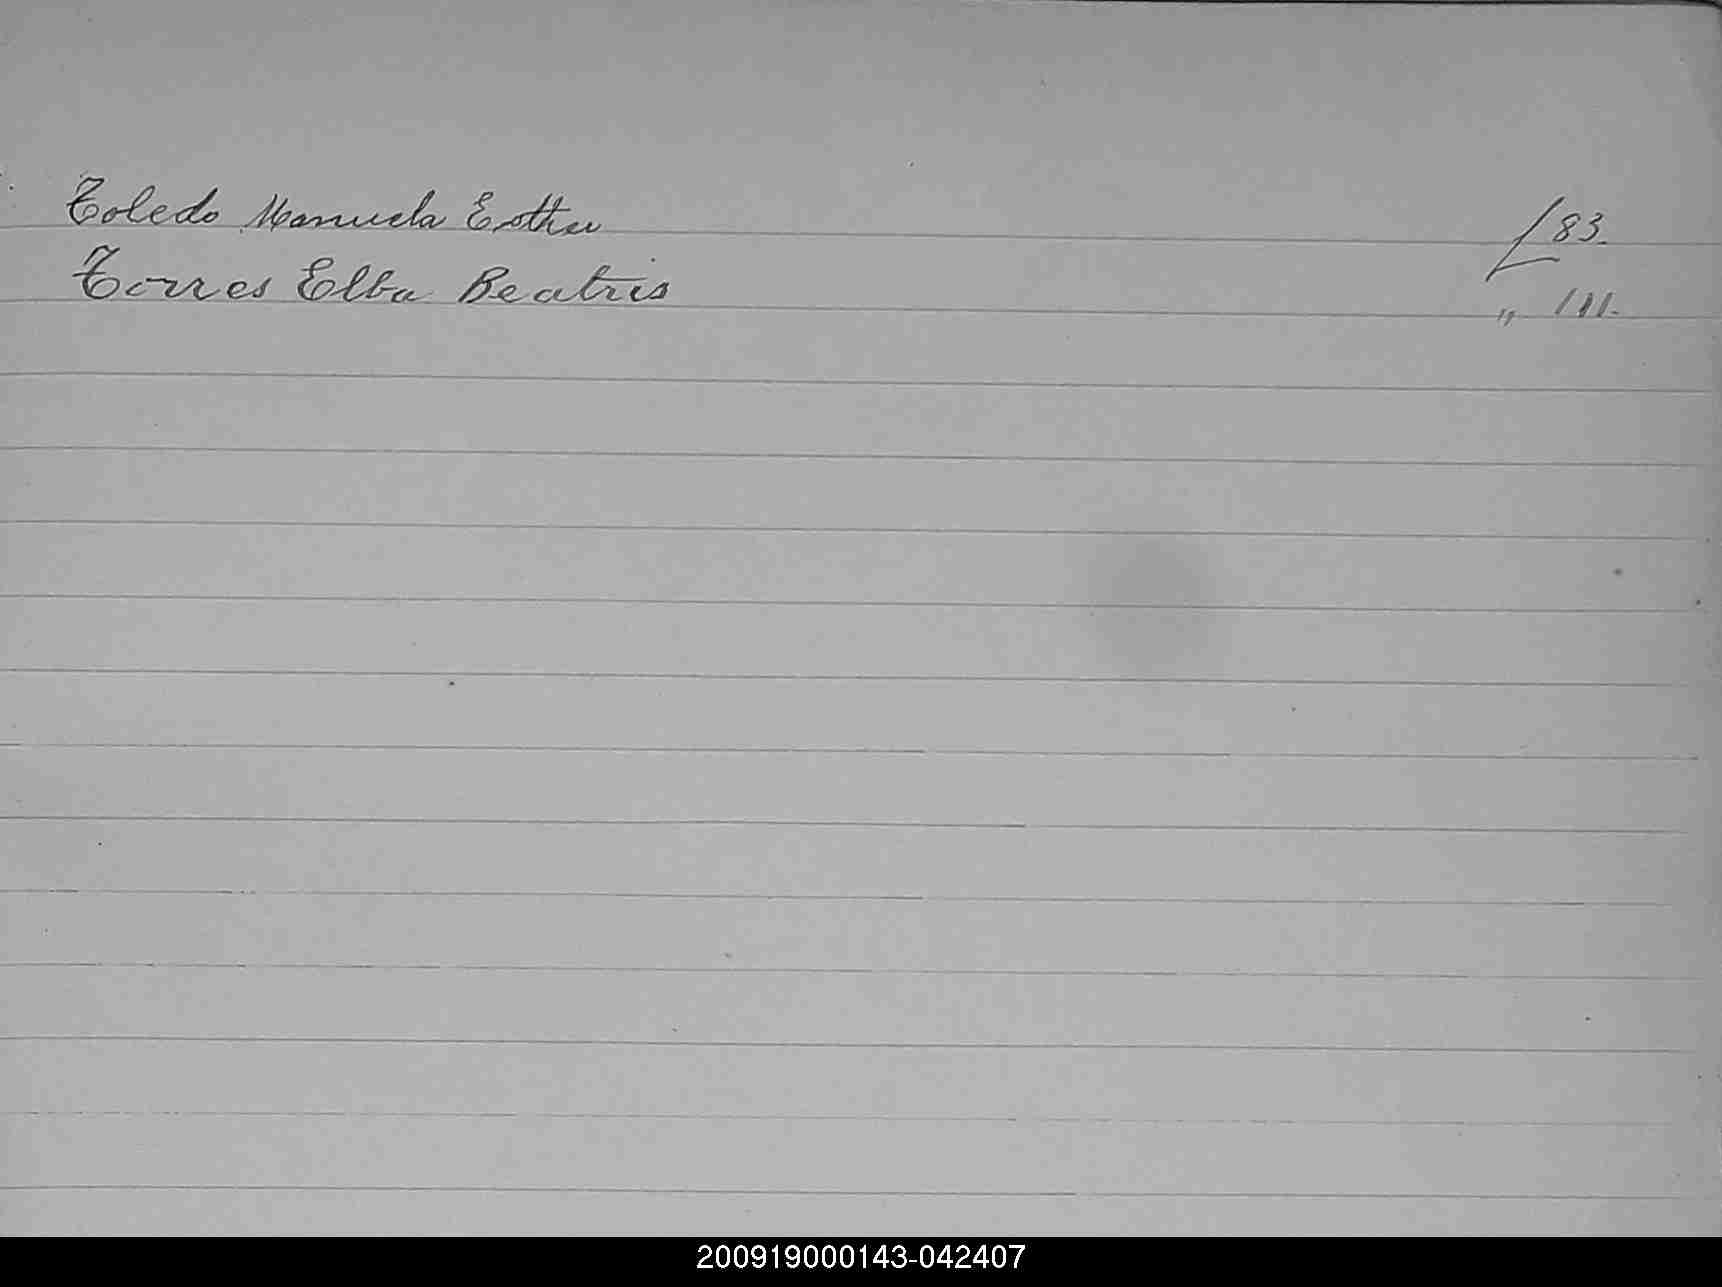 Toledo Manuela Esther 83.
Torres Elba Beatris „ 111.
200919000143-042407